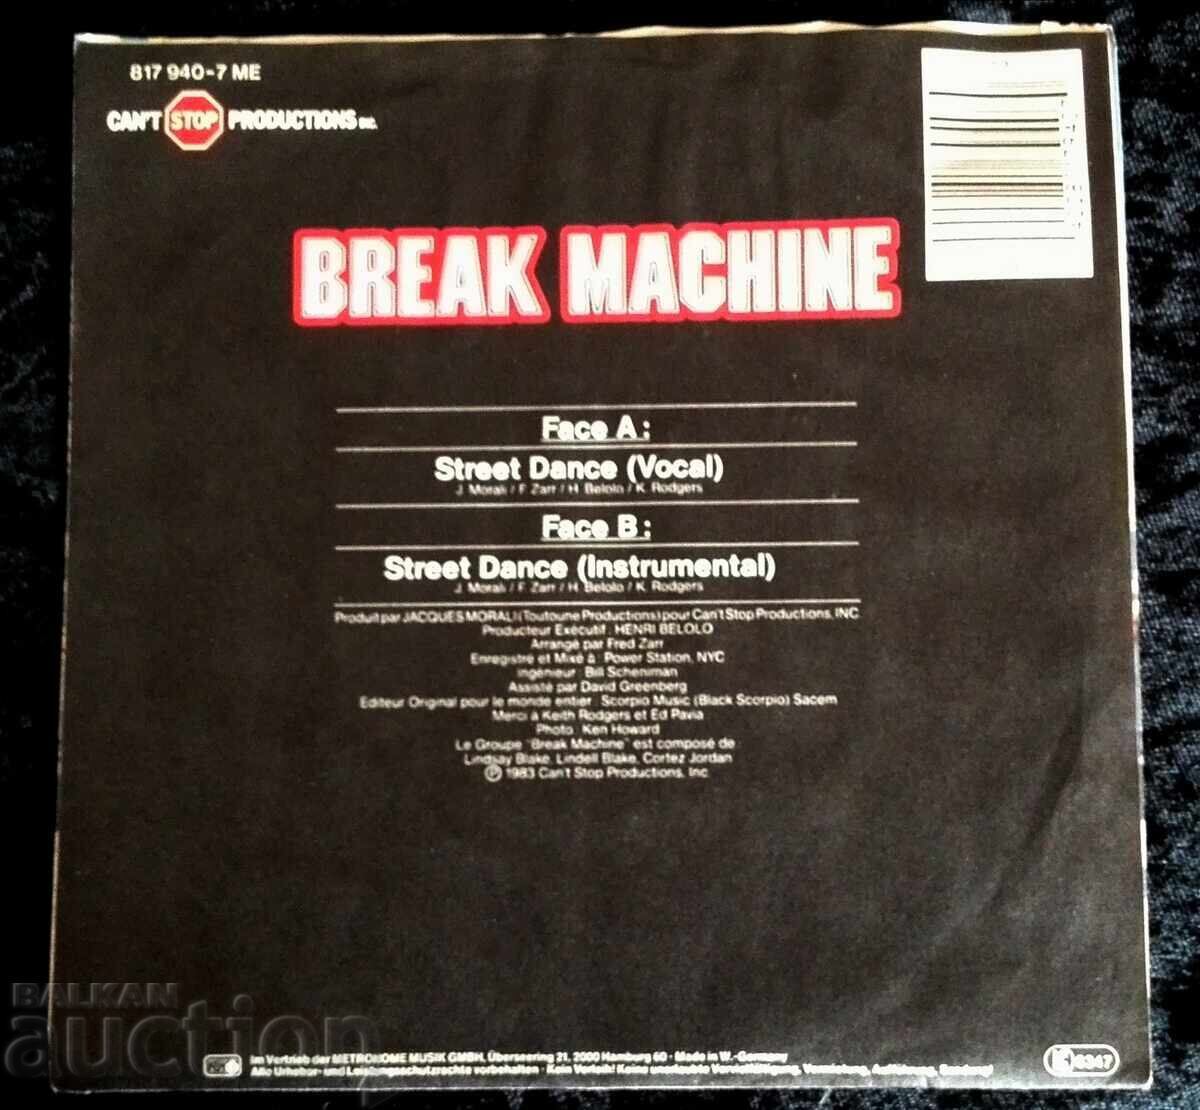 817 940-7 ME
CAN'T STOP PRODUCTIONS INC.
BREAK MACHINE
Face A:
Street Dance (Vocal)
J. Morali / F. Zarr / H. Belolo / K. Rodgers
Face B:
Street Dance (Instrumental)
J. Morali / F. Zarr / H. Belolo / K. Rodgers
Produit par JACQUES MORALI (Toutoune Productions) pour Can't Stop Productions, INC
Producteur Exécutif : HENRI BELOLO
Arrangé par Fred Zarr
Enregistré et Mixé à : Power Station, NYC
Ingénieur : Bill Scheniman
Assisté par David Greenberg
Editeur Original pour le monde entier : Scorpio Music (Black Scorpio) Sacem
Merci à Keith Rodgers et Ed Pavia
Photo : Ken Howard
Le Groupe "Break Machine" est composé de :
Lindsay Blake, Lindell Blake, Cortez Jordan
Ⓟ 1983 Can't Stop Productions, Inc.
BALKAN
auction
Im Vertrieb der METRONOME MUSIK GMBH, Überseering 21, 2000 Hamburg 60 · Made in W.-Germany
Alle Urheber- und Leistungsschutzrechte vorbehalten · Kein Verleih! Keine unerlaubte Vervielfältigung, Vermietung, Aufführung, Sendung!
K 6347